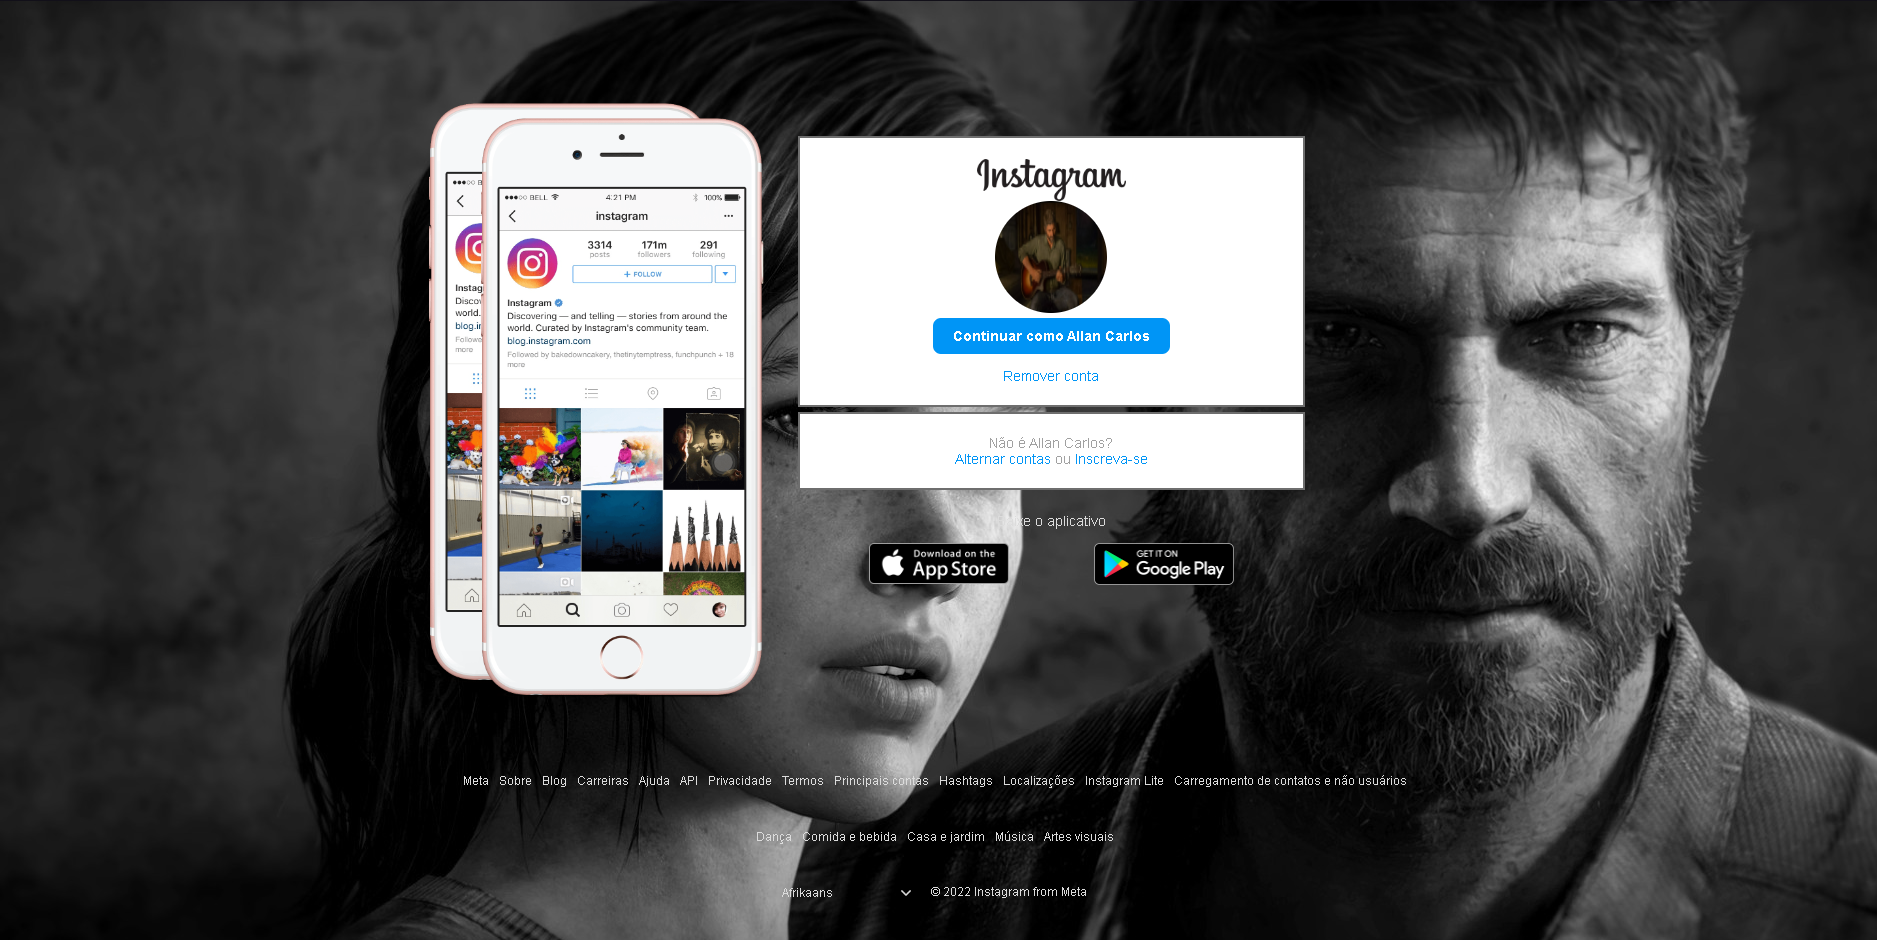 BELL 4:21 PM 100%
instagram
3314 171m 291
posts followers following
+ FOLLOW
Instagram
Discovering — and telling — stories from around the
world. Curated by Instagram's community team.
blog.instagram.com
Followed by bakedowncakery, thefinytemptress, funchpunch + 18
more
Instag
Discov
world.
blog.in
Followe
more
Instagram
Continuar como Allan Carlos
Remover conta
Não é Allan Carlos?
Alternar contas ou Inscreva-se
xe o aplicativo
Download on the
App Store
GET IT ON
Google Play
Meta Sobre Blog Carreiras Ajuda API Privacidade Termos Principais contas Hashtags Localizações Instagram Lite Carregamento de contatos e não usuários
Dança Comida e bebida Casa e jardim Música Artes visuais
Afrikaans © 2022 Instagram from Meta